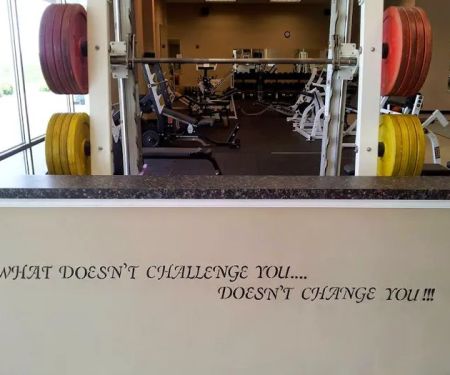 WHAT DOESN'T CHALLENGE YOU....
DOESN'T CHANGE YOU!!!